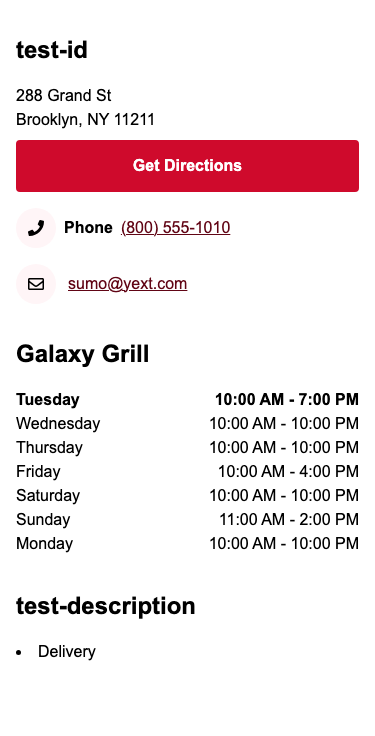 test-id
288 Grand St
Brooklyn, NY 11211
Get Directions
Phone (800) 555-1010
sumo@yext.com
Galaxy Grill
Tuesday 10:00 AM - 7:00 PM
Wednesday 10:00 AM - 10:00 PM
Thursday 10:00 AM - 10:00 PM
Friday 10:00 AM - 4:00 PM
Saturday 10:00 AM - 10:00 PM
Sunday 11:00 AM - 2:00 PM
Monday 10:00 AM - 10:00 PM
test-description
• Delivery